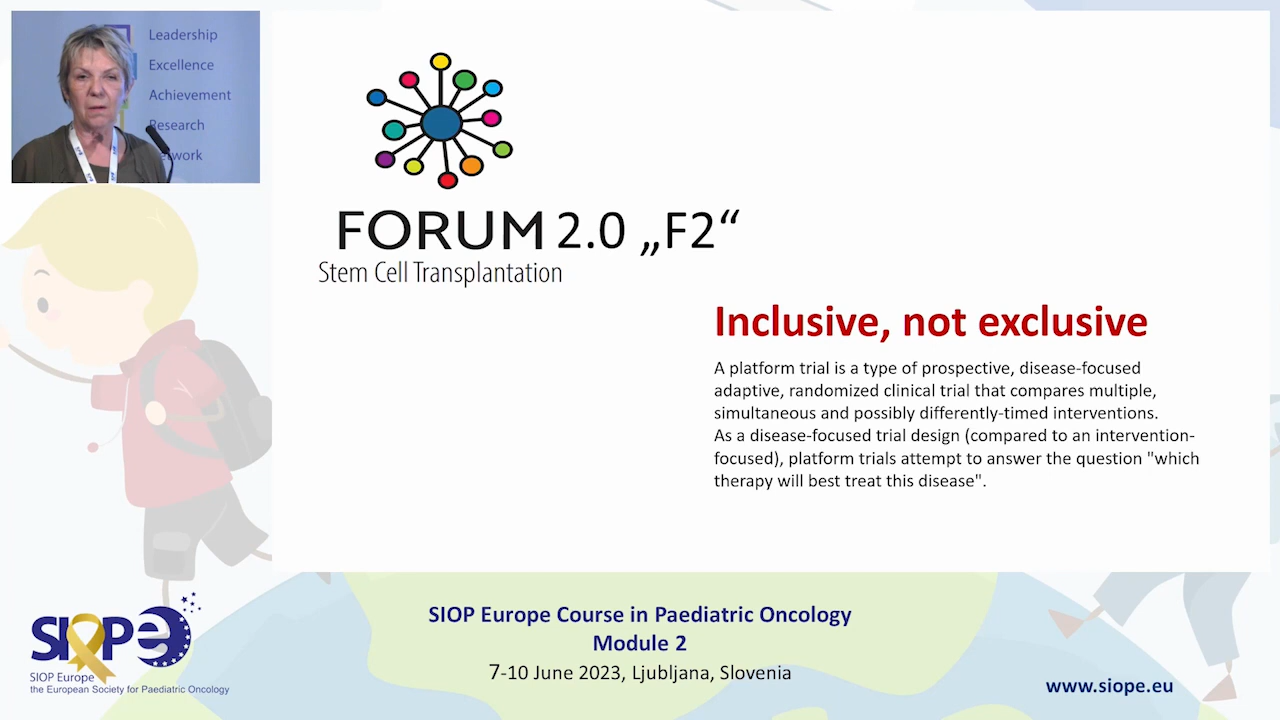 Leadership
Excellence
Achievement
Research
FORUM 2.0 „F2“
Stem Cell Transplantation
Inclusive, not exclusive
A platform trial is a type of prospective, disease-focused
adaptive, randomized clinical trial that compares multiple,
simultaneous and possibly differently-timed interventions.
As a disease-focused trial design (compared to an intervention-
focused), platform trials attempt to answer the question "which
therapy will best treat this disease".
SIOP Europe Course in Paediatric Oncology
Module 2
7-10 June 2023, Ljubljana, Slovenia
SIOPe
SIOP Europe
the European Society for Paediatric Oncology
www.siope.eu